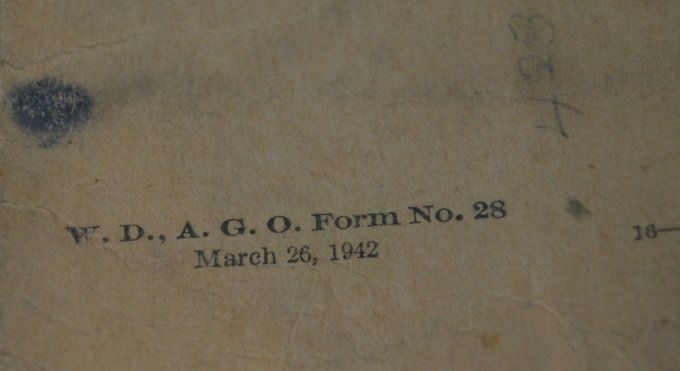 W. D., A. G. O. Form No. 28
March 26, 1942
16—